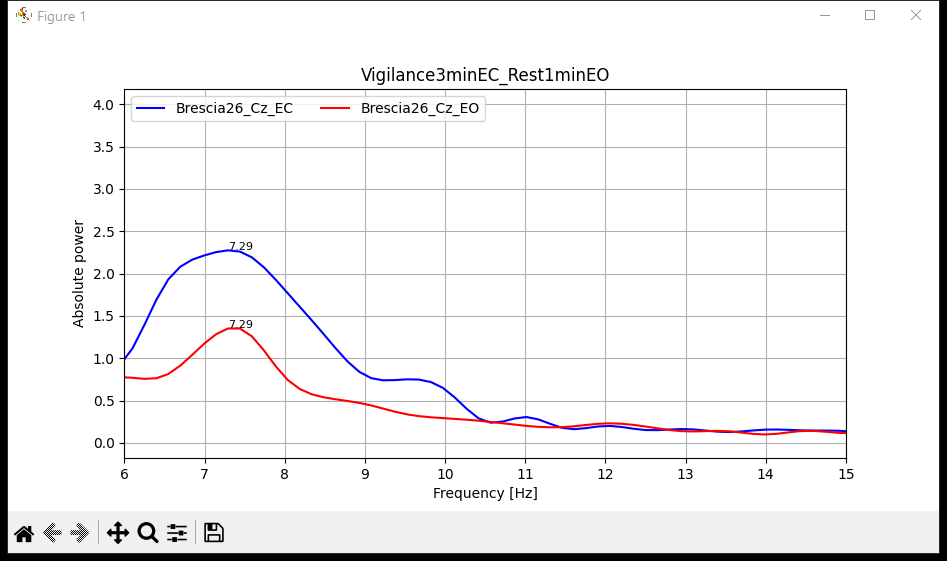 Figure 1
Vigilance3minEC_Rest1minEO
Brescia26_Cz_EC
Brescia26_Cz_EO
4.0
3.5
3.0
2.5
2.0
1.5
1.0
0.5
0.0
Absolute power
7.29
7.29
6 7 8 9 10 11 12 13 14 15
Frequency [Hz]